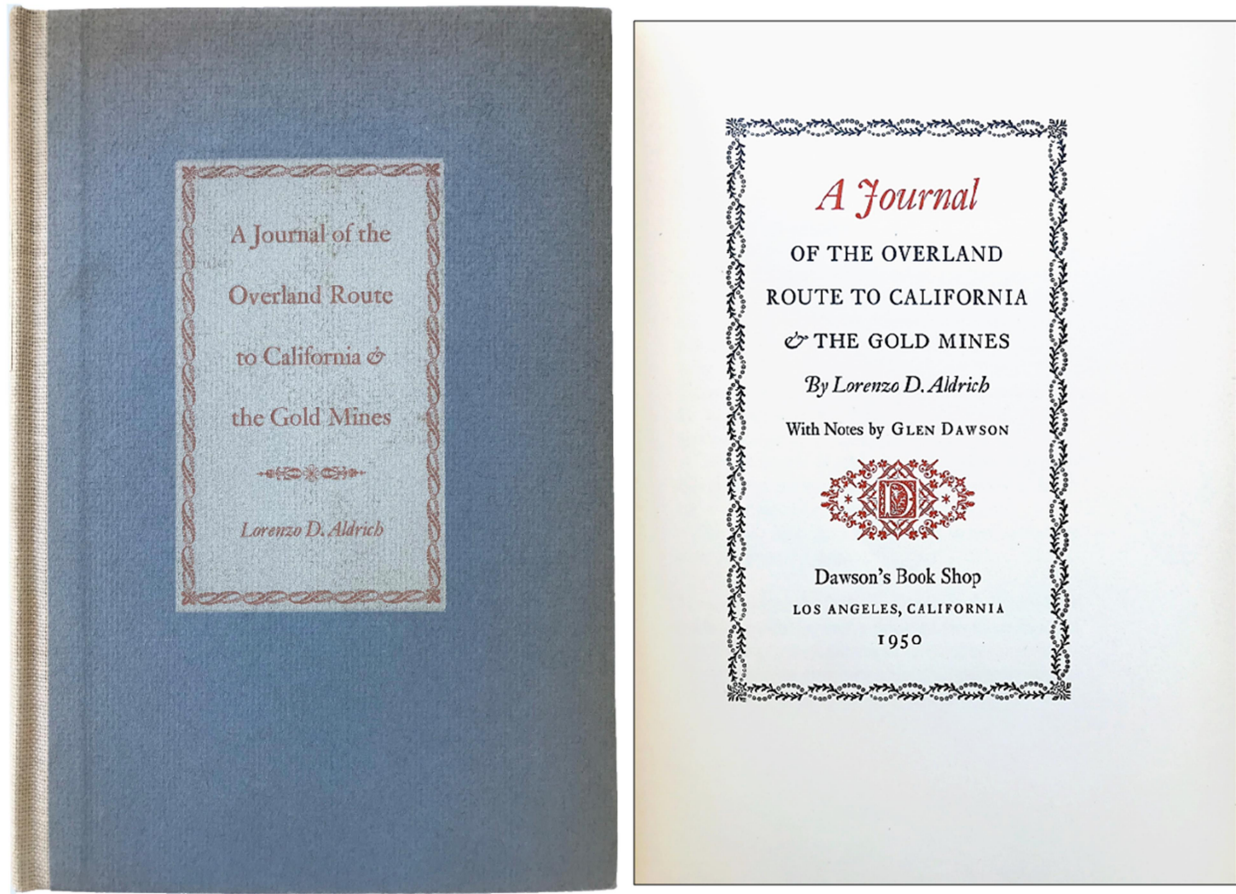 A Journal of the
Overland Route
to California &
the Gold Mines
Lorenzo D. Aldrich
A Journal
OF THE OVERLAND
ROUTE TO CALIFORNIA
& THE GOLD MINES
By Lorenzo D. Aldrich
With Notes by GLEN DAWSON
D
Dawson's Book Shop
LOS ANGELES, CALIFORNIA
1950